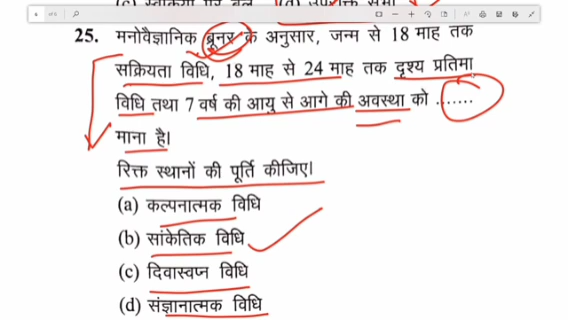 25. मनोवैज्ञानिक ब्रूनर के अनुसार, जन्म से 18 माह तक
सक्रियता विधि, 18 माह से 24 माह तक दृश्य प्रतिमा
विधि तथा 7 वर्ष की आयु से आगे की अवस्था को .......
माना है।
रिक्त स्थानों की पूर्ति कीजिए।
(a) कल्पनात्मक विधि
(b) सांकेतिक विधि
(c) दिवास्वप्न विधि
(d) संज्ञानात्मक विधि